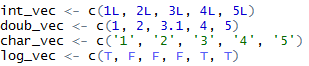 int_vec <- c(1L, 2L, 3L, 4L, 5L)
doub_vec <- c(1, 2, 3.1, 4, 5)
char_vec <- c('1', '2', '3', '4', '5')
log_vec <- c(T, F, F, F, T, T)